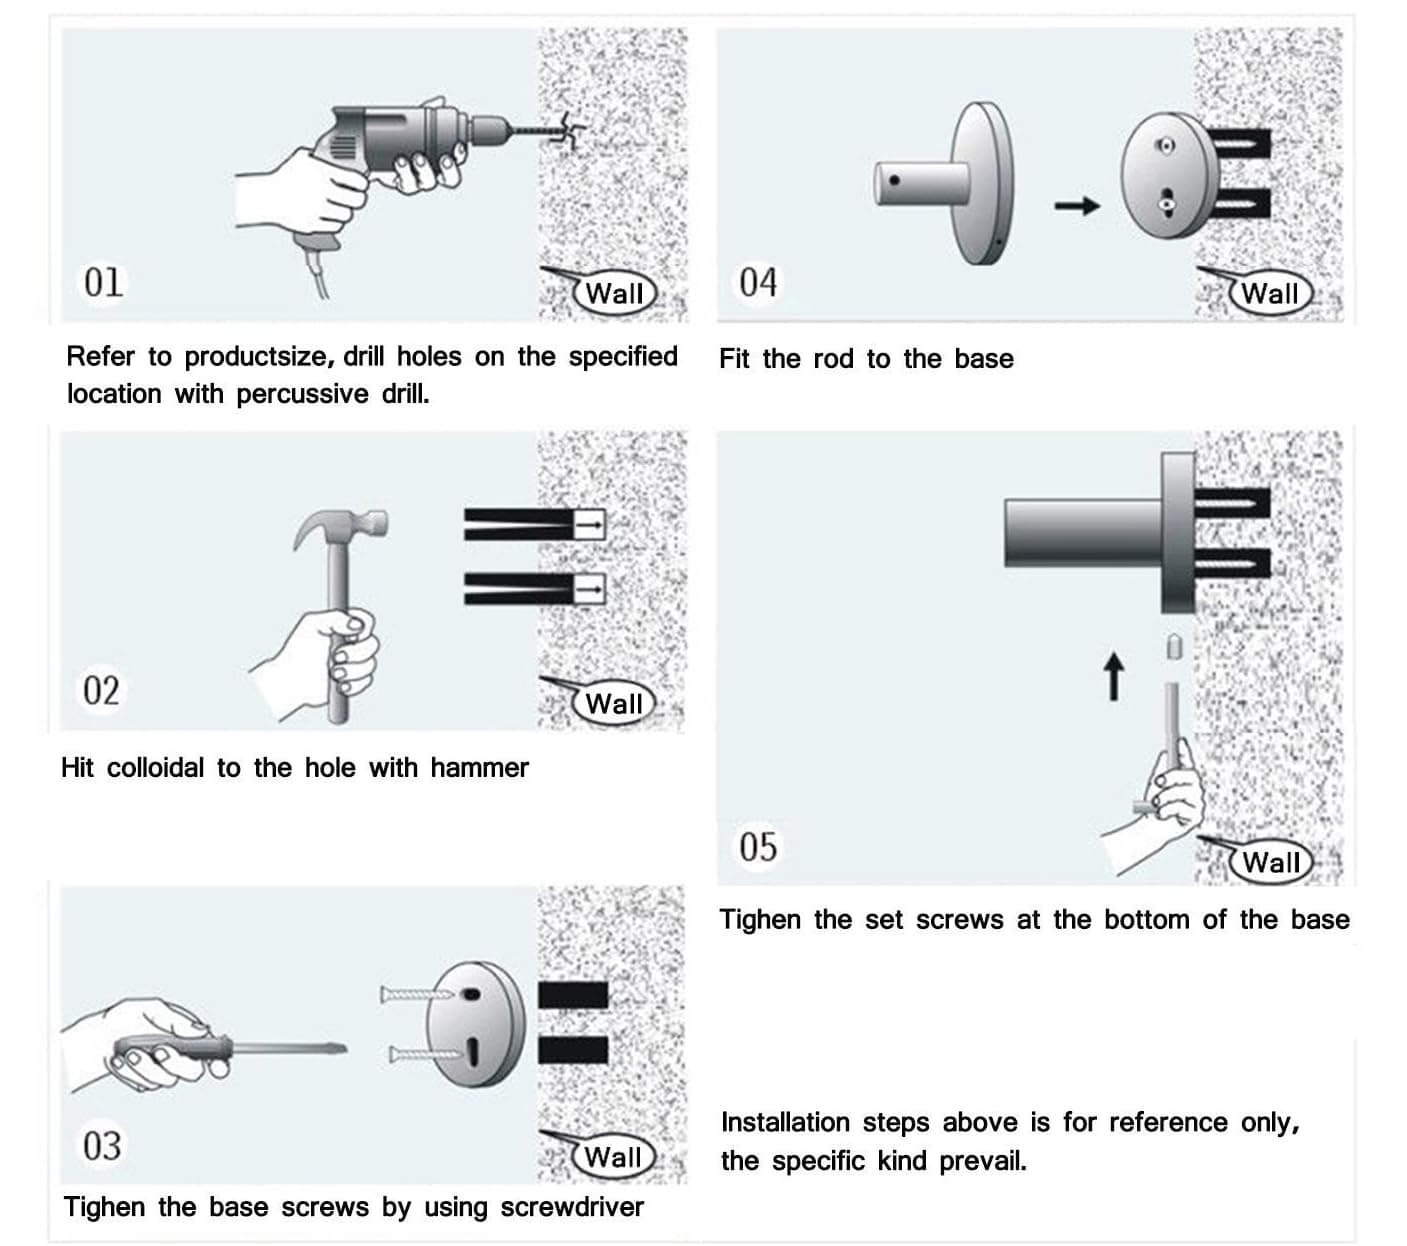 Wall
01
Refer to productsize, drill holes on the specified
location with percussive drill.
Wall
02
Hit colloidal to the hole with hammer
Wall
03
Tighen the base screws by using screwdriver
Wall
04
Fit the rod to the base
Wall
05
Tighen the set screws at the bottom of the base
Installation steps above is for reference only,
the specific kind prevail.